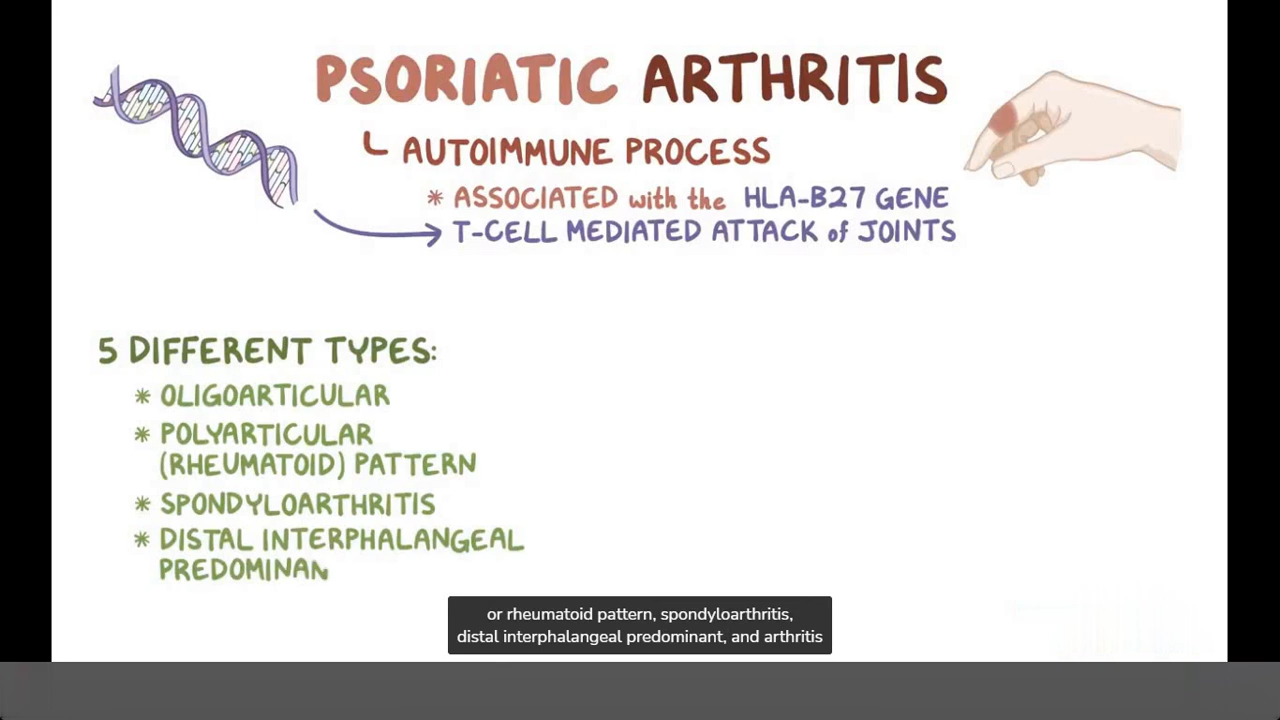 PSORIATIC ARTHRITIS
AUTOIMMUNE PROCESS
* ASSOCIATED with the HLA-B27 GENE
T-CELL MEDIATED ATTACK of JOINTS
5 DIFFERENT TYPES:
* OLIGOARTICULAR
* POLYARTICULAR
(RHEUMATOID) PATTERN
* SPONDYLOARTHRITIS
* DISTAL INTERPHALANGEAL
PREDOMINAN
or rheumatoid pattern, spondyloarthritis,
distal interphalangeal predominant, and arthritis